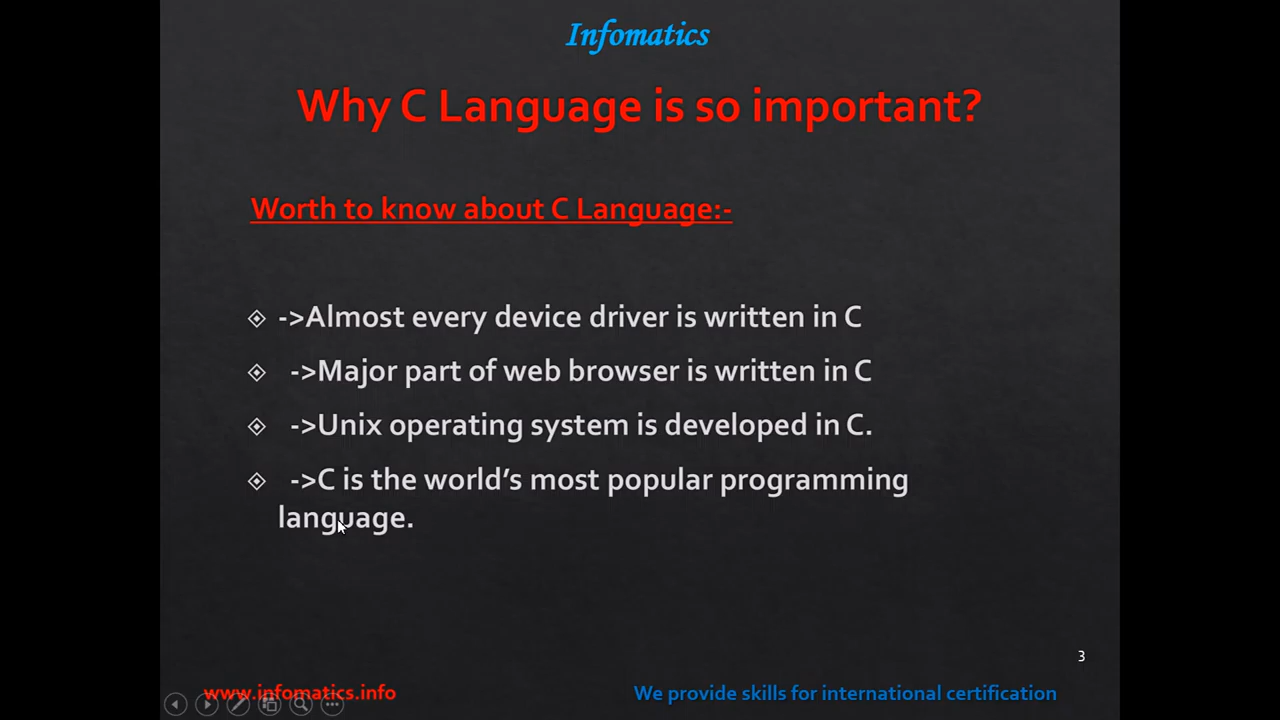 Infomatics
Why C Language is so important?
Worth to know about C Language:-
->Almost every device driver is written in C
->Major part of web browser is written in C
->Unix operating system is developed in C.
->C is the world’s most popular programming
language.
3
www.infomatics.info
We provide skills for international certification